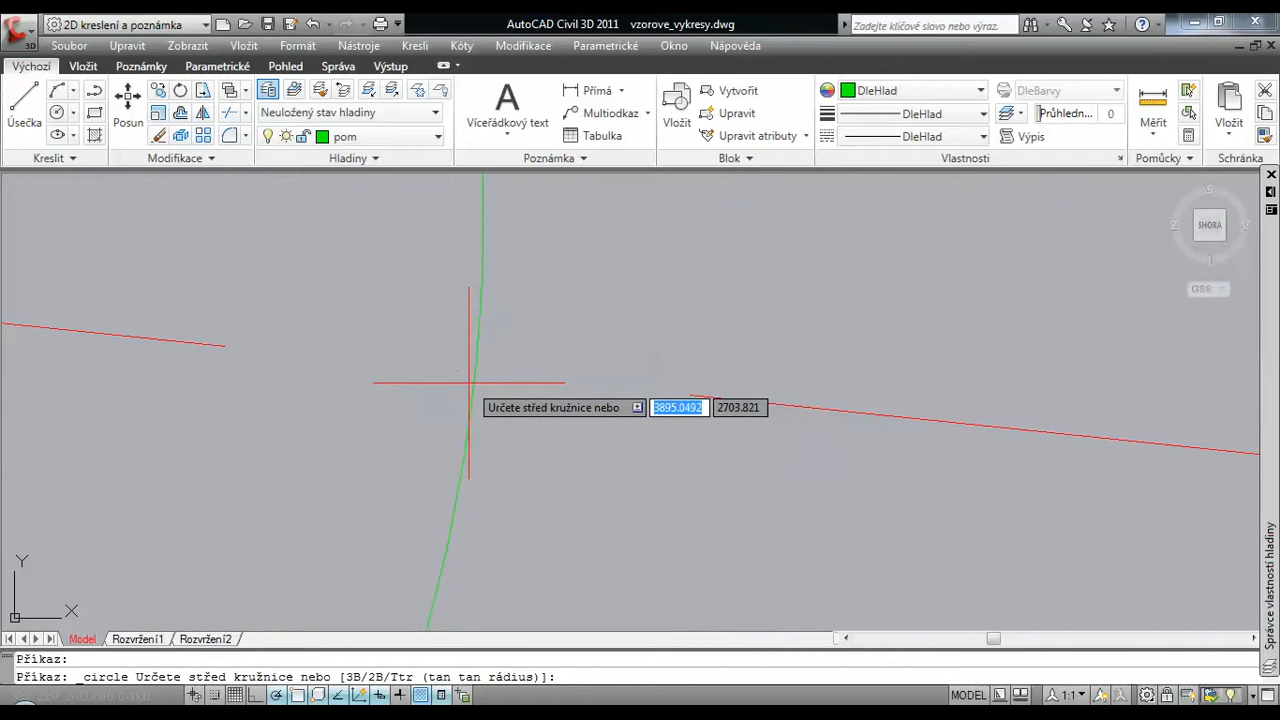 2D kreslení a poznámka
AutoCAD Civil 3D 2011 vzorove_vykresy.dwg
Zadejte klíčové slovo nebo výraz.
3D
Soubor Upravit Zobrazit Vložit Formát Nástroje Kresli Kóty Modifikace Parametrické Okno Nápověda
Výchozí Vložit Poznámky Parametrické Pohled Správa Výstup
Úsečka
Neuložený stav hladiny
pom
Víceřádkový text
Přímá
Multiodkaz
Tabulka
Vložit
Vytvořit
Upravit
Upravit atributy
DleHlad
DleHlad
DleHlad
DleBarvy
Průhledn... 0
Výpis
Měřit
Vložit
Kreslit Modifikace Hladiny Poznámka Blok Vlastnosti Pomůcky Schránka
S
Z SHORA V
GSS
Určete střed kružnice nebo 3895.0492 2703.821
Y
X
Správce vlastností hladiny
Model Rozvržení1 Rozvržení2
Příkaz:
Příkaz: _circle Určete střed kružnice nebo [3B/2B/Ttr (tan tan rádius)]:
MODEL 1:1